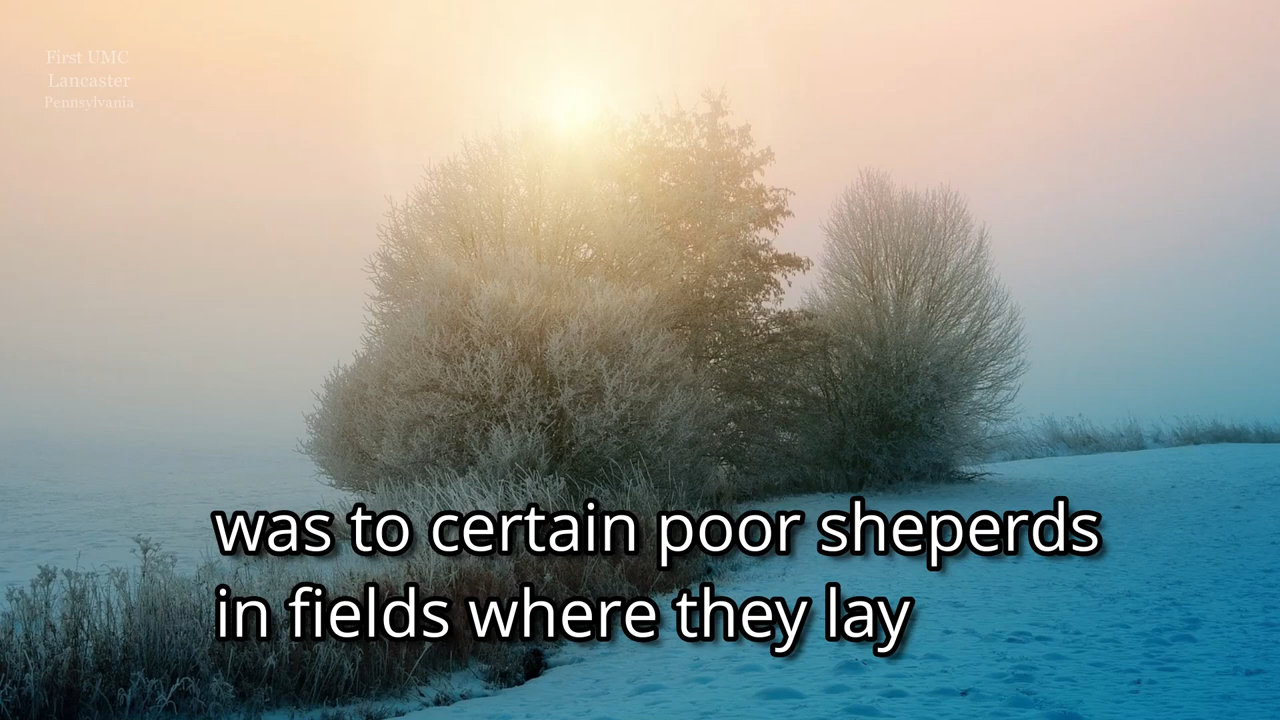 First UMC
Lancaster
Pennsylvania
was to certain poor sheperds
in fields where they lay